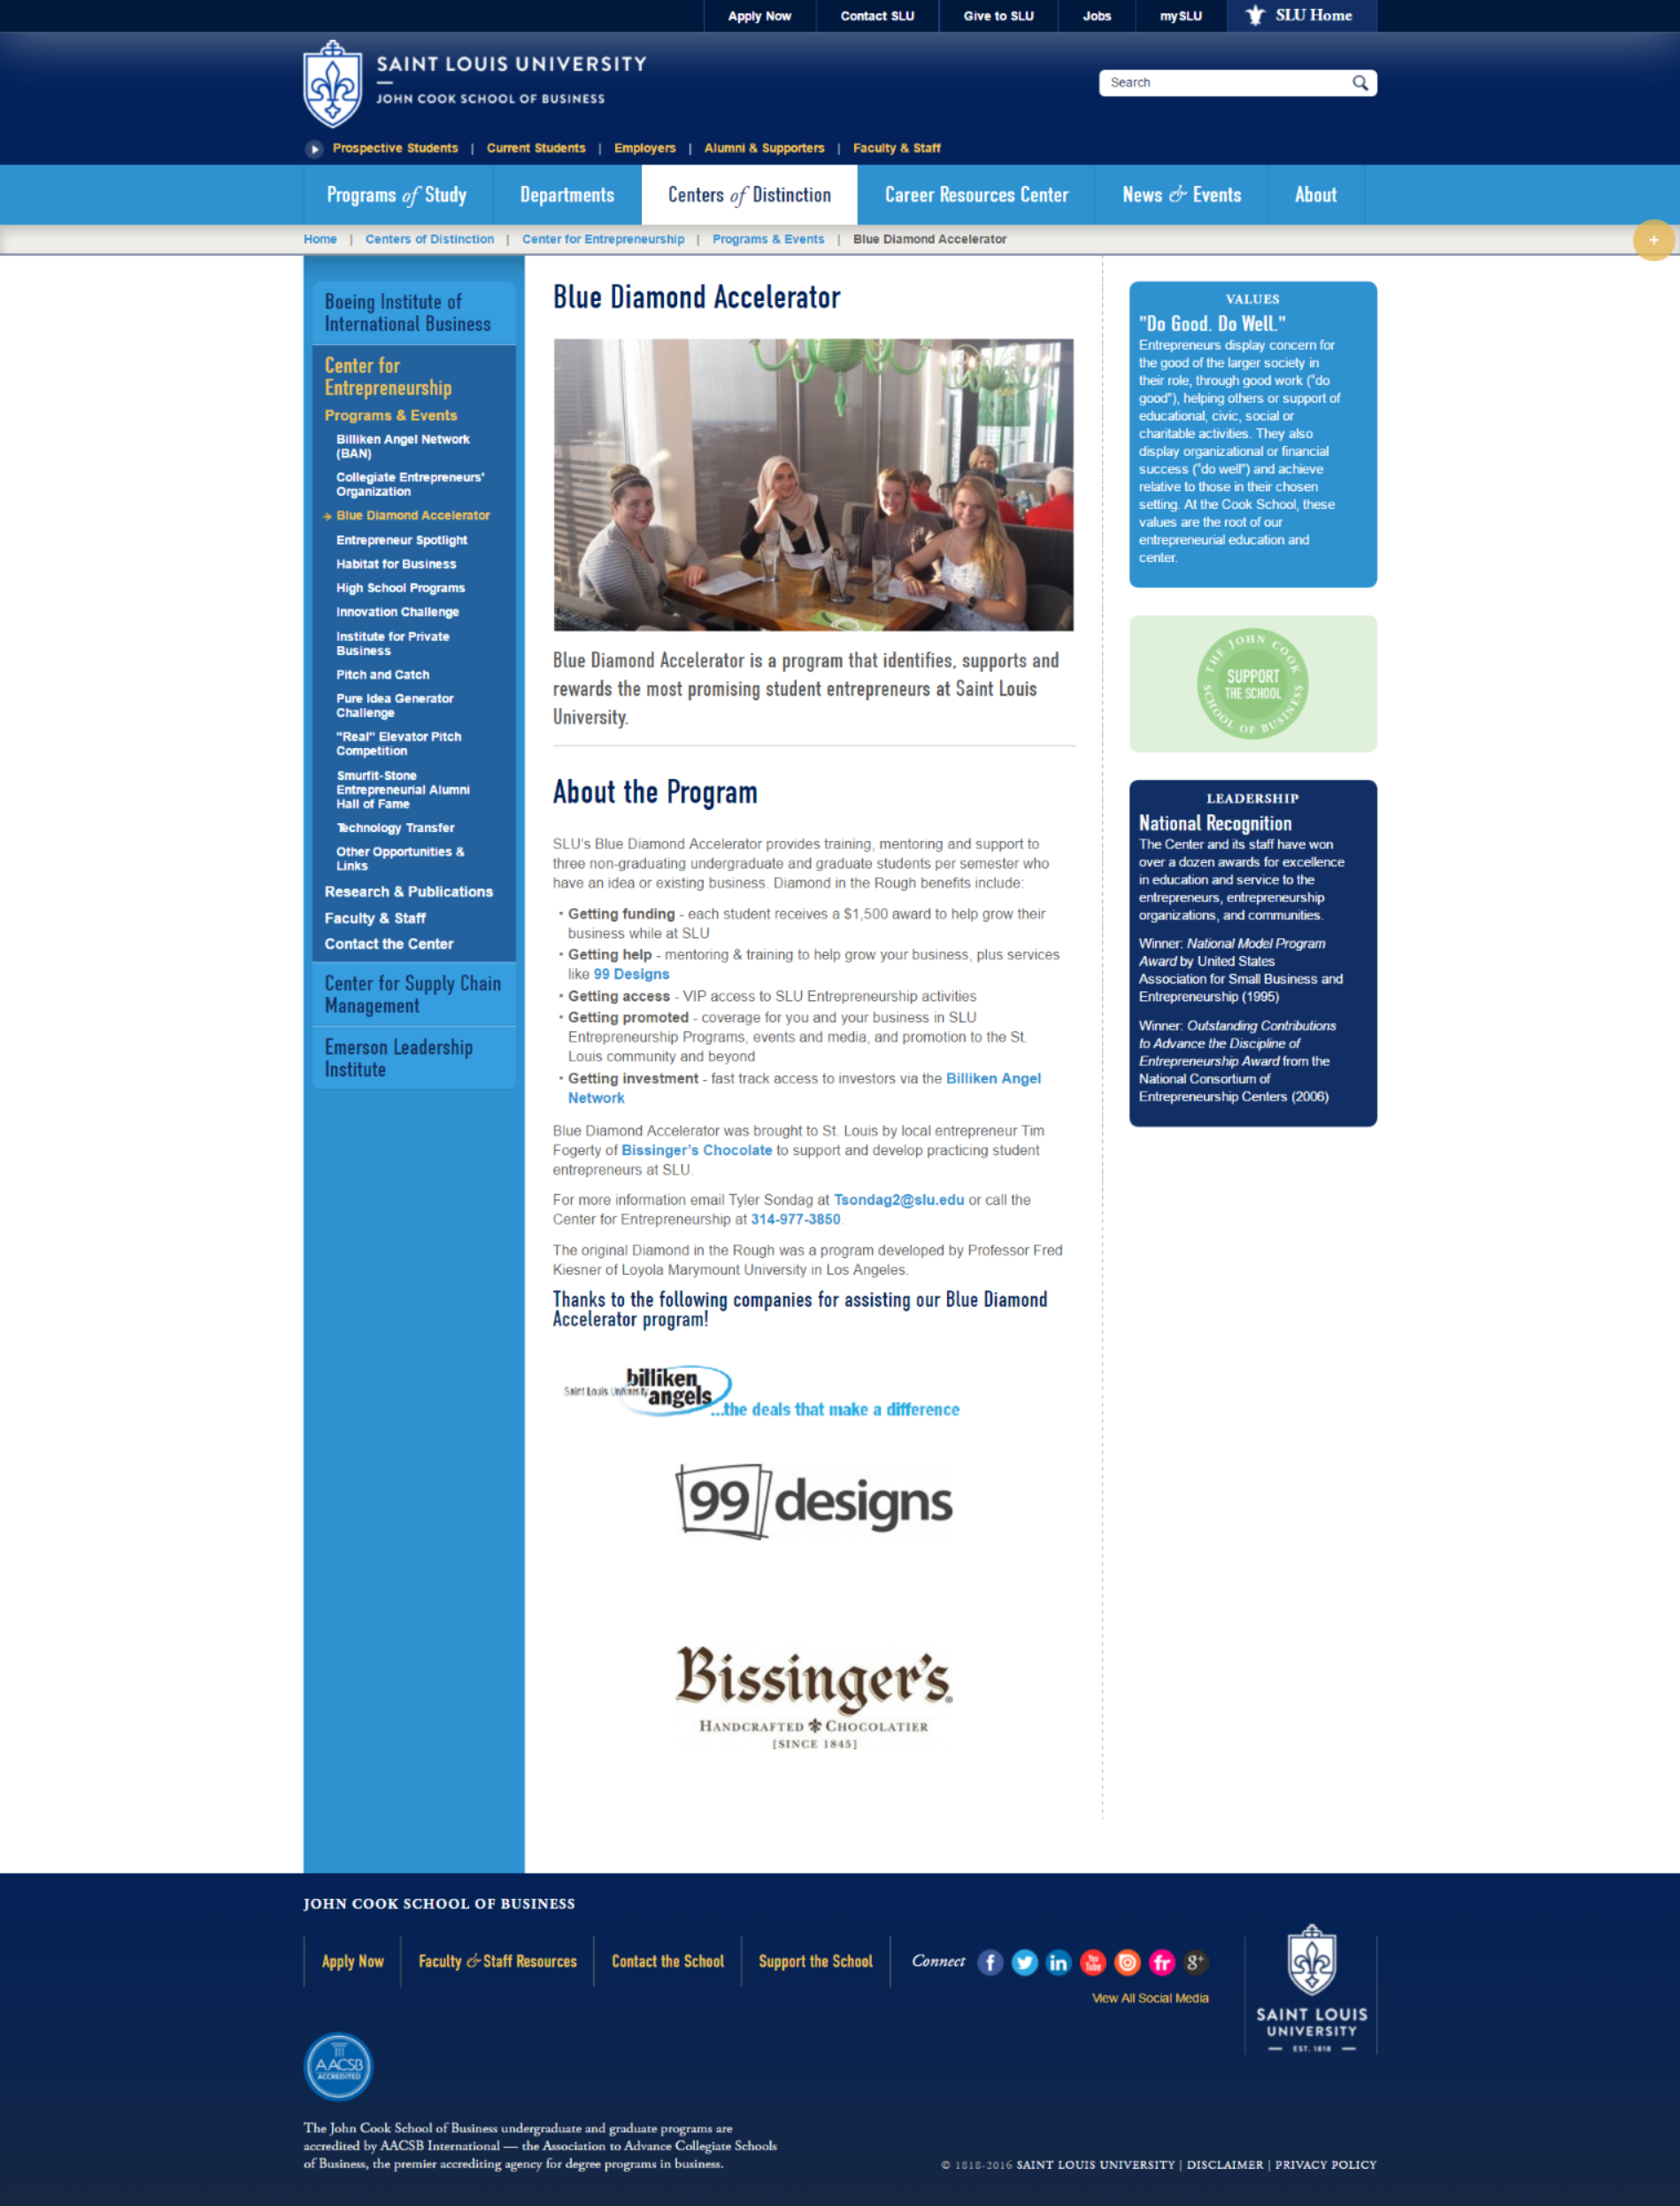 Apply Now
Contact SLU
Give to SLU
Jobs
mySLU
SLU Home
SAINT LOUIS UNIVERSITY
JOHN COOK SCHOOL OF BUSINESS
Search
Prospective Students | Current Students | Employers | Alumni & Supporters | Faculty & Staff
Programs of Study
Departments
Centers of Distinction
Career Resources Center
News & Events
About
Home | Centers of Distinction | Center for Entrepreneurship | Programs & Events | Blue Diamond Accelerator
+
Boeing Institute of
International Business
Center for
Entrepreneurship
Programs & Events
Billiken Angel Network
(BAN)
Collegiate Entrepreneurs'
Organization
Blue Diamond Accelerator
Entrepreneur Spotlight
Habitat for Business
High School Programs
Innovation Challenge
Institute for Private
Business
Pitch and Catch
Pure Idea Generator
Challenge
"Real" Elevator Pitch
Competition
Smurfit-Stone
Entrepreneurial Alumni
Hall of Fame
Technology Transfer
Other Opportunities &
Links
Research & Publications
Faculty & Staff
Contact the Center
Center for Supply Chain
Management
Emerson Leadership
Institute
Blue Diamond Accelerator
Blue Diamond Accelerator is a program that identifies, supports and
rewards the most promising student entrepreneurs at Saint Louis
University.
About the Program
SLU's Blue Diamond Accelerator provides training, mentoring and support to
three non-graduating undergraduate and graduate students per semester who
have an idea or existing business. Diamond in the Rough benefits include:
• Getting funding - each student receives a $1,500 award to help grow their
business while at SLU
• Getting help - mentoring & training to help grow your business, plus services
like 99 Designs
• Getting access - VIP access to SLU Entrepreneurship activities
• Getting promoted - coverage for you and your business in SLU
Entrepreneurship Programs, events and media, and promotion to the St.
Louis community and beyond
• Getting investment - fast track access to investors via the Billiken Angel
Network
Blue Diamond Accelerator was brought to St. Louis by local entrepreneur Tim
Fogerty of Bissinger's Chocolate to support and develop practicing student
entrepreneurs at SLU.
For more information email Tyler Sondag at Tsondag2@slu.edu or call the
Center for Entrepreneurship at 314-977-3850.
The original Diamond in the Rough was a program developed by Professor Fred
Kiesner of Loyola Marymount University in Los Angeles.
Thanks to the following companies for assisting our Blue Diamond
Accelerator program!
Saint Louis University
billiken
angels
...the deals that make a difference
99designs
Bissinger's®
HANDCRAFTED CHOCOLATIER
[SINCE 1845]
VALUES
"Do Good. Do Well."
Entrepreneurs display concern for
the good of the larger society in
their role, through good work ("do
good"), helping others or support of
educational, civic, social or
charitable activities. They also
display organizational or financial
success ("do well") and achieve
relative to those in their chosen
setting. At the Cook School, these
values are the root of our
entrepreneurial education and
center.
THE JOHN COOK
SUPPORT
THE SCHOOL
SCHOOL OF BUSINESS
LEADERSHIP
National Recognition
The Center and its staff have won
over a dozen awards for excellence
in education and service to the
entrepreneurs, entrepreneurship
organizations, and communities.
Winner: National Model Program
Award by United States
Association for Small Business and
Entrepreneurship (1995)
Winner: Outstanding Contributions
to Advance the Discipline of
Entrepreneurship Award from the
National Consortium of
Entrepreneurship Centers (2006)
JOHN COOK SCHOOL OF BUSINESS
Apply Now
Faculty & Staff Resources
Contact the School
Support the School
Connect
f
in
You
Tube
fr
g+
View All Social Media
SAINT LOUIS
UNIVERSITY
EST. 1818
AACSB
ACCREDITED
The John Cook School of Business undergraduate and graduate programs are
accredited by AACSB International — the Association to Advance Collegiate Schools
of Business, the premier accrediting agency for degree programs in business.
© 1818-2016 SAINT LOUIS UNIVERSITY | DISCLAIMER | PRIVACY POLICY